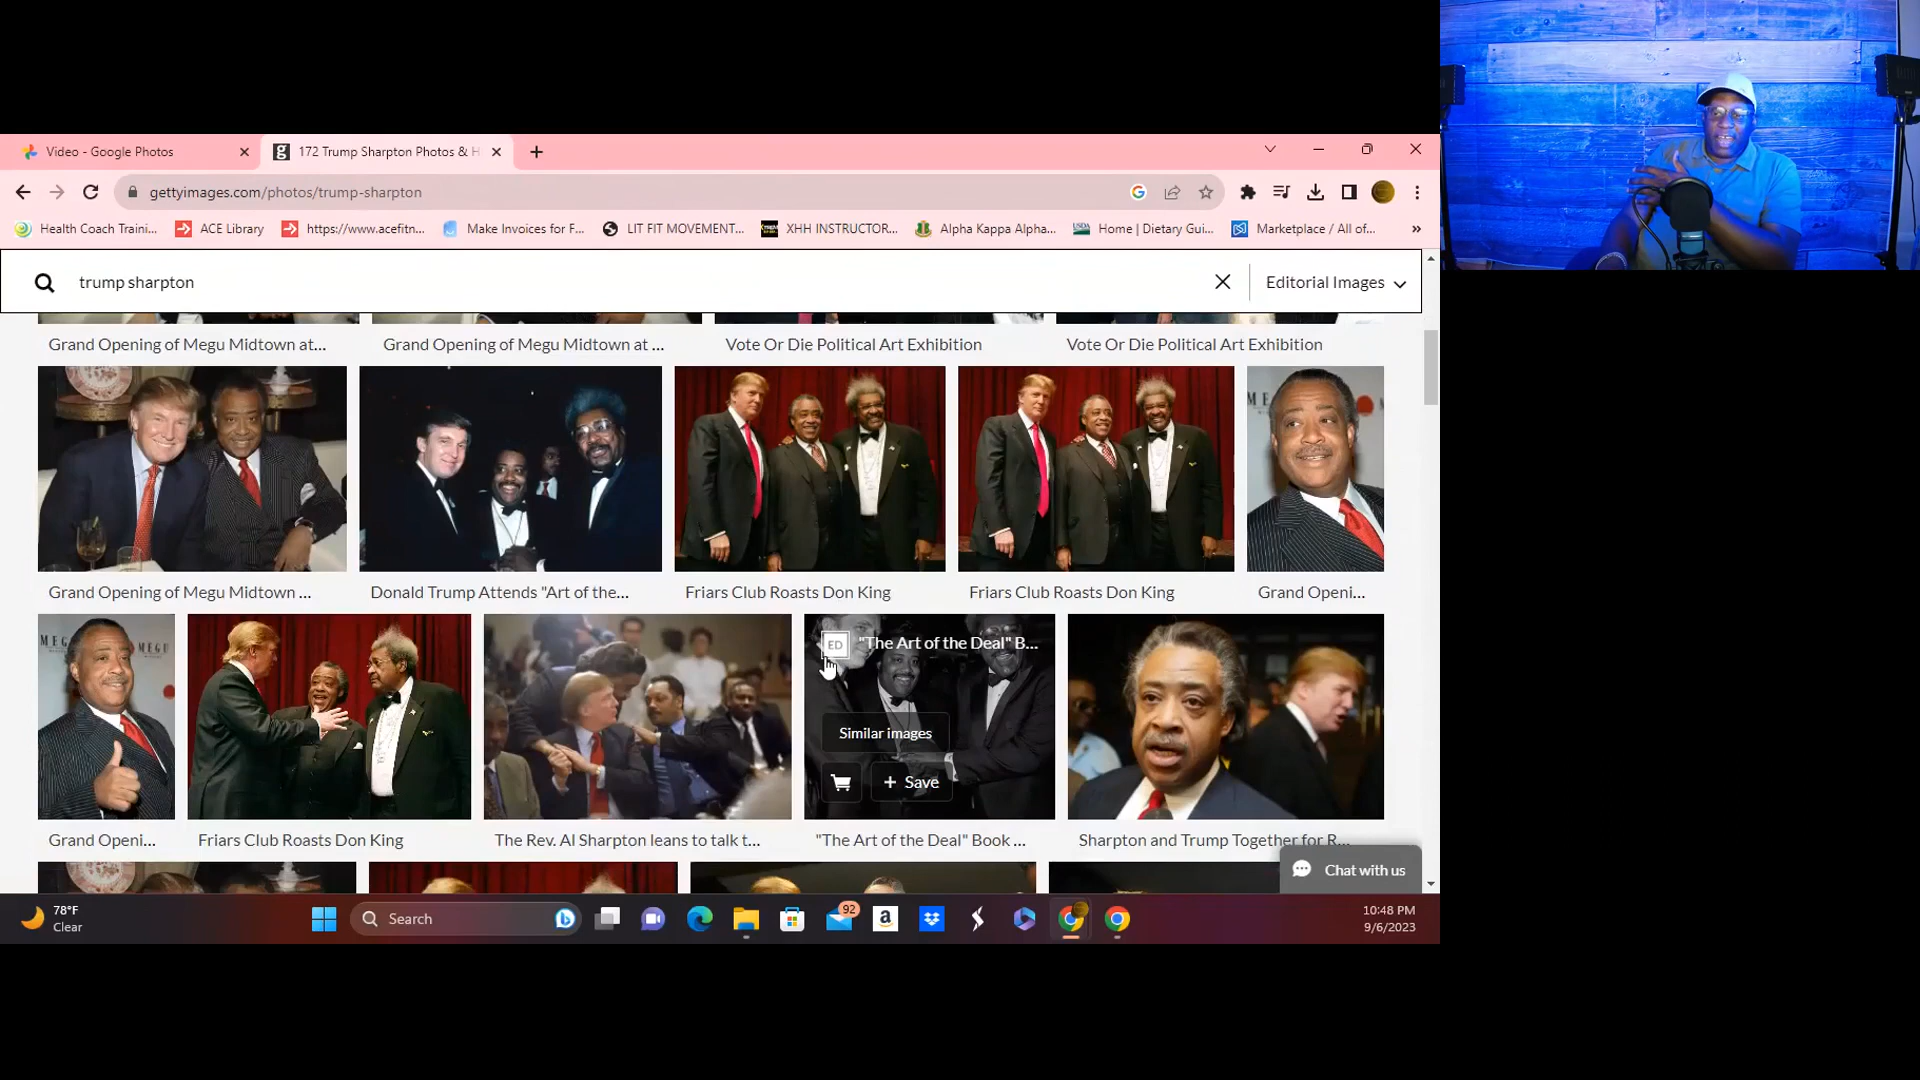 Video - Google Photos
172 Trump Sharpton Photos & H
gettyimages.com/photos/trump-sharpton
Health Coach Traini...
ACE Library
https://www.acefitn...
Make Invoices for F...
LIT FIT MOVEMENT...
XHH INSTRUCTOR...
Alpha Kappa Alpha...
Home | Dietary Gui...
Marketplace / All of...
»
trump sharpton
Editorial Images
Grand Opening of Megu Midtown at...
Grand Opening of Megu Midtown at ...
Vote Or Die Political Art Exhibition
Vote Or Die Political Art Exhibition
MEGU
Grand Opening of Megu Midtown ...
Donald Trump Attends "Art of the...
Friars Club Roasts Don King
Friars Club Roasts Don King
Grand Openi...
MEGU
MEGU
ED
"The Art of the Deal" B...
Similar images
+ Save
Grand Openi...
Friars Club Roasts Don King
The Rev. Al Sharpton leans to talk t...
"The Art of the Deal" Book ...
Sharpton and Trump Together for R...
Chat with us
78°F
Clear
Search
92
10:48 PM
9/6/2023